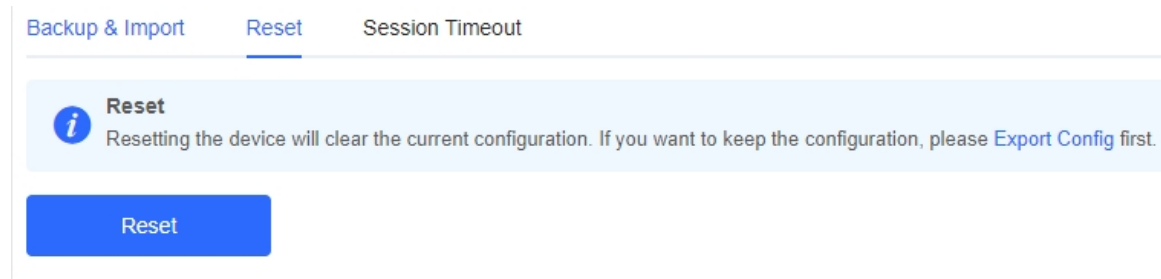 Backup & Import Reset Session Timeout
Reset
Resetting the device will clear the current configuration. If you want to keep the configuration, please Export Config first.
Reset